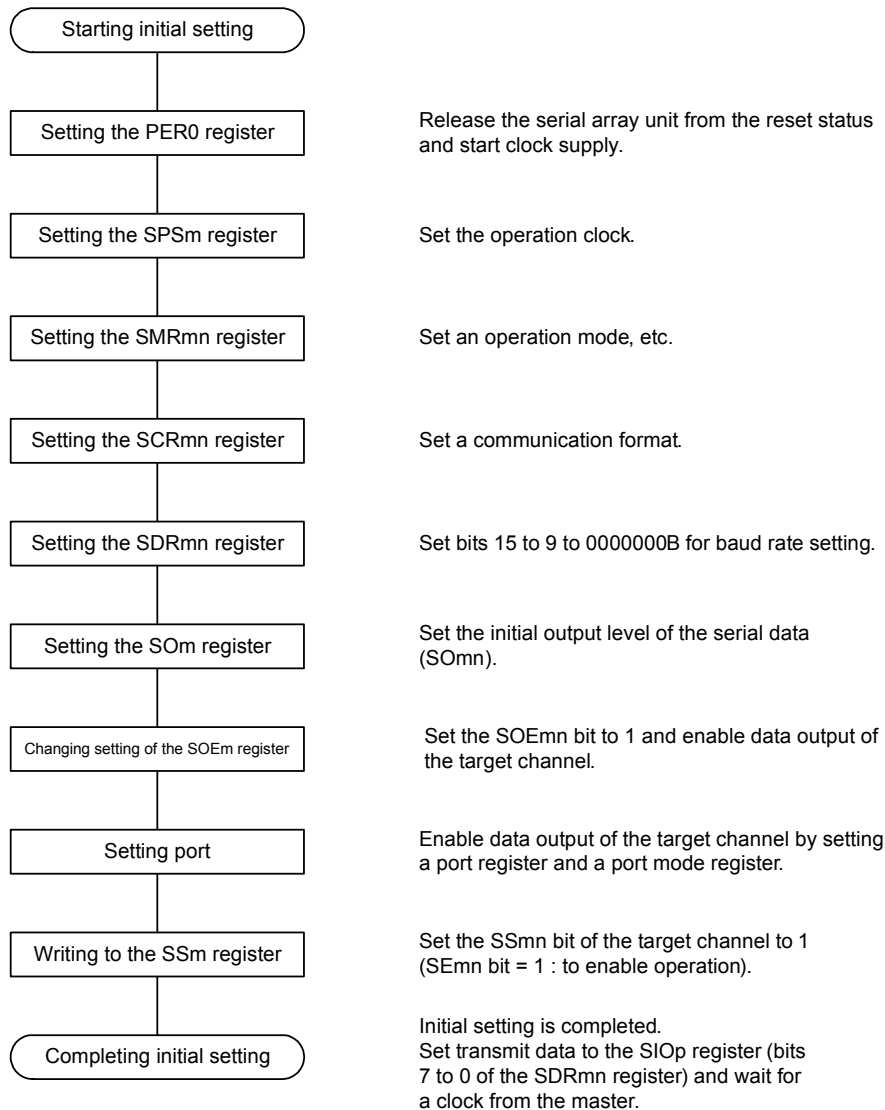 Starting initial setting
Setting the PER0 register
Release the serial array unit from the reset status
and start clock supply.
Setting the SPSm register
Set the operation clock.
Setting the SMRmn register
Set an operation mode, etc.
Setting the SCRmn register
Set a communication format.
Setting the SDRmn register
Set bits 15 to 9 to 0000000B for baud rate setting.
Setting the SOm register
Set the initial output level of the serial data
(SOmn).
Changing setting of the SOEm register
Set the SOEmn bit to 1 and enable data output of
the target channel.
Setting port
Enable data output of the target channel by setting
a port register and a port mode register.
Writing to the SSm register
Set the SSmn bit of the target channel to 1
(SEmn bit = 1 : to enable operation).
Completing initial setting
Initial setting is completed.
Set transmit data to the SIOp register (bits
7 to 0 of the SDRmn register) and wait for
a clock from the master.